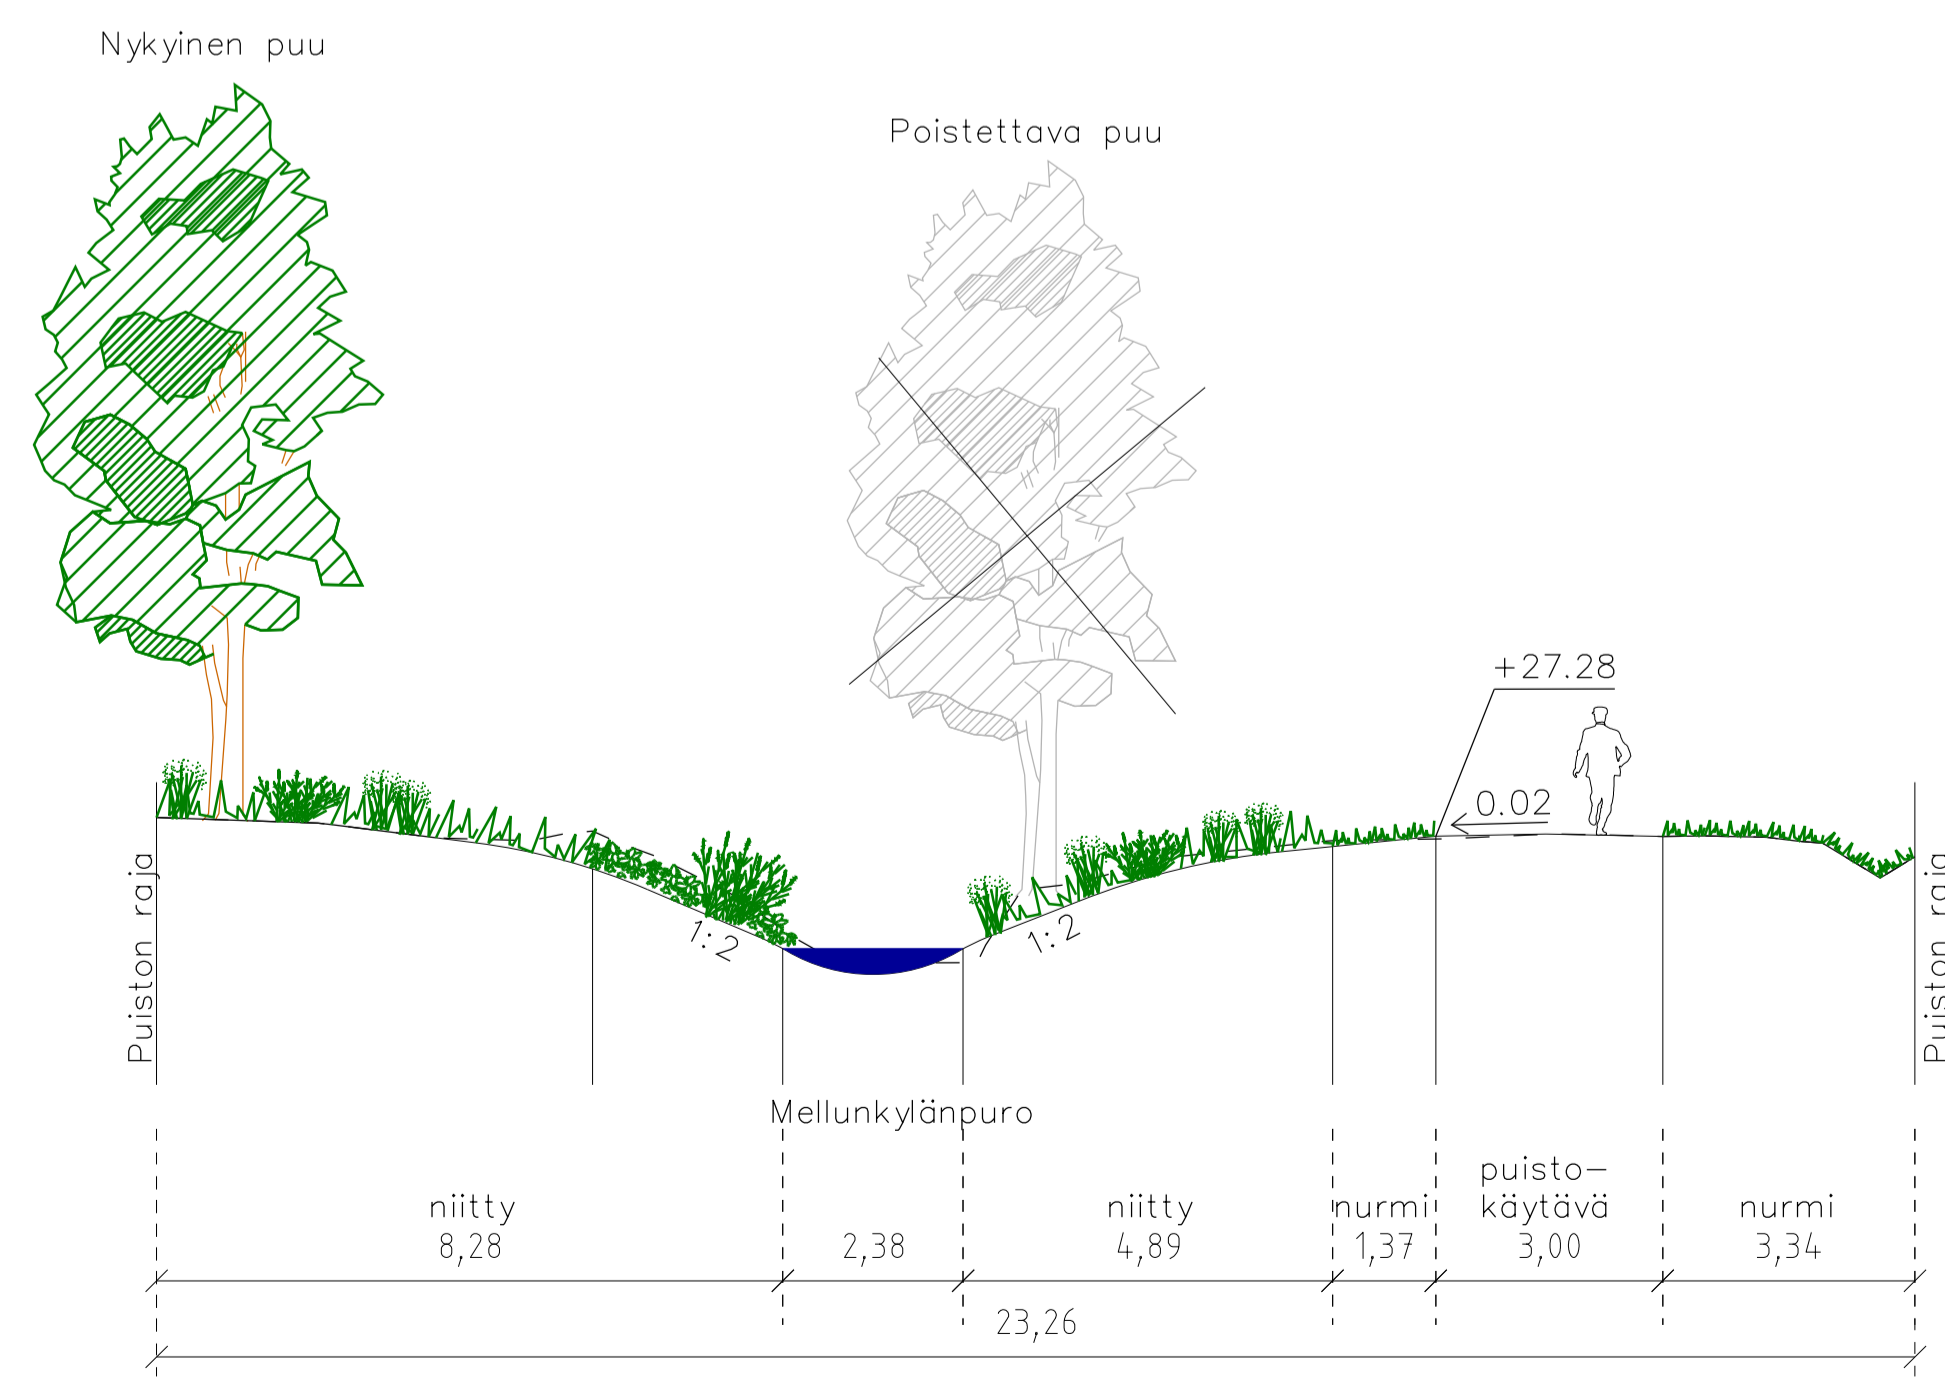 Nykyinen puu
Poistettava puu
+27.28
0.02
Puiston raja
1:2
1:2
Puiston raja
Mellunkylänpuro
niitty
8,28
2,38
niitty
4,89
nurmi
1,37
puisto-
käytävä
3,00
nurmi
3,34
23,26